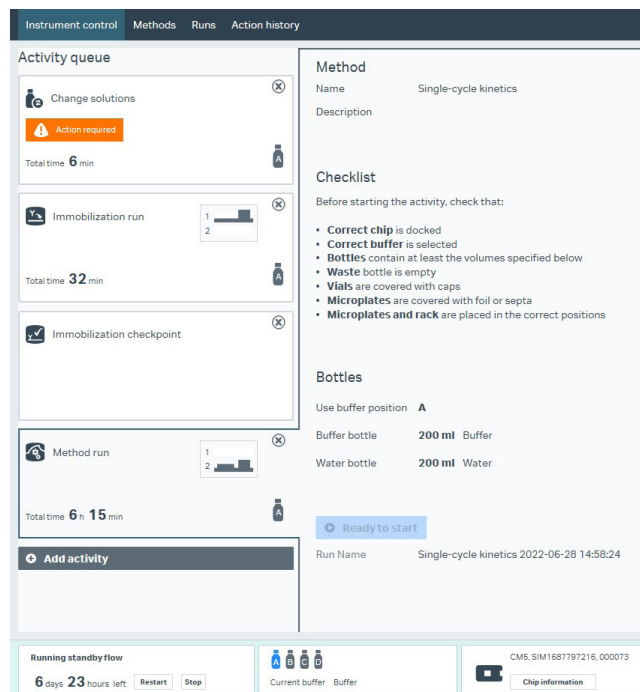 Instrument control Methods Runs Action history
Activity queue
Change solutions
Action required
Total time 6 min
A
Immobilization run
1
2
Total time 32 min
A
Immobilization checkpoint
Method run
1
2
Total time 6 h 15 min
A
Add activity
Method
Name Single-cycle kinetics
Description
Checklist
Before starting the activity, check that:
• Correct chip is docked
• Correct buffer is selected
• Bottles contain at least the volumes specified below
• Waste bottle is empty
• Vials are covered with caps
• Microplates are covered with foil or septa
• Microplates and rack are placed in the correct positions
Bottles
Use buffer position A
Buffer bottle 200 ml Buffer
Water bottle 200 ml Water
Ready to start
Run Name Single-cycle kinetics 2022-06-28 14:58:24
Running standby flow
6 days 23 hours left Restart Stop
A B C D
Current buffer Buffer
CM5, SIM1687797216, 000073
Chip information